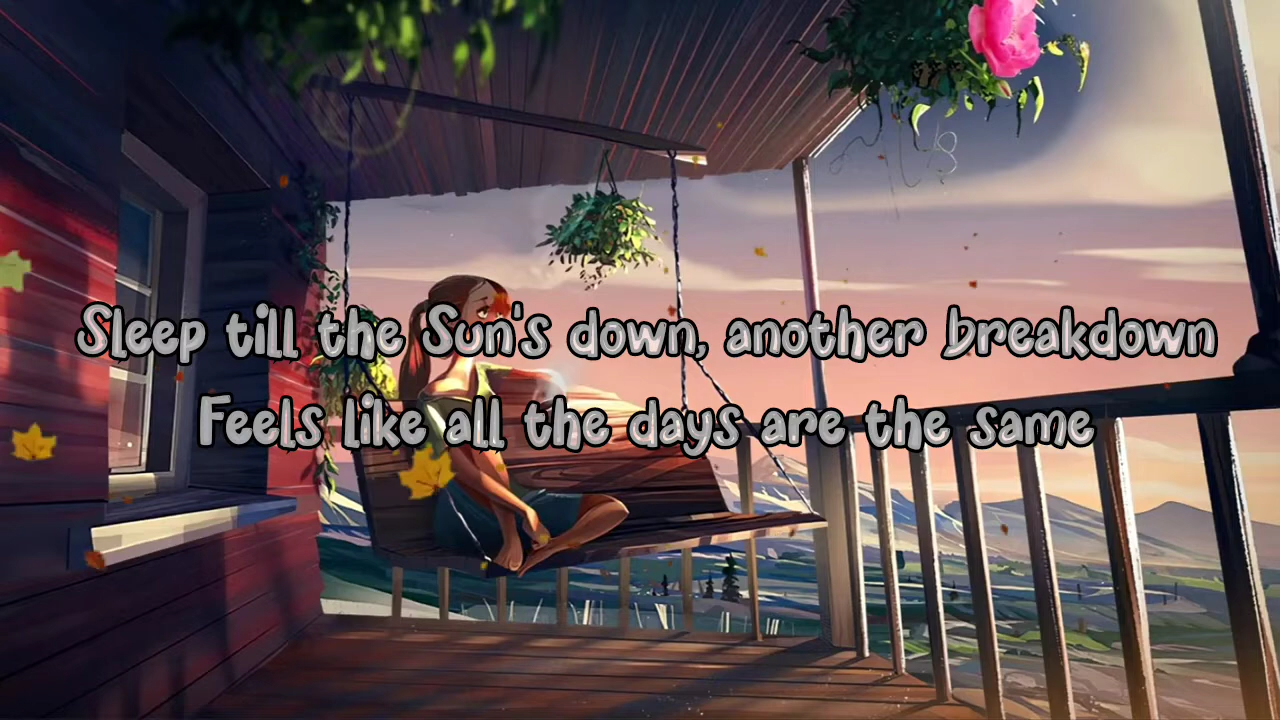 Sleep till the Sun's down, another breakdown
Feels like all the days are the same